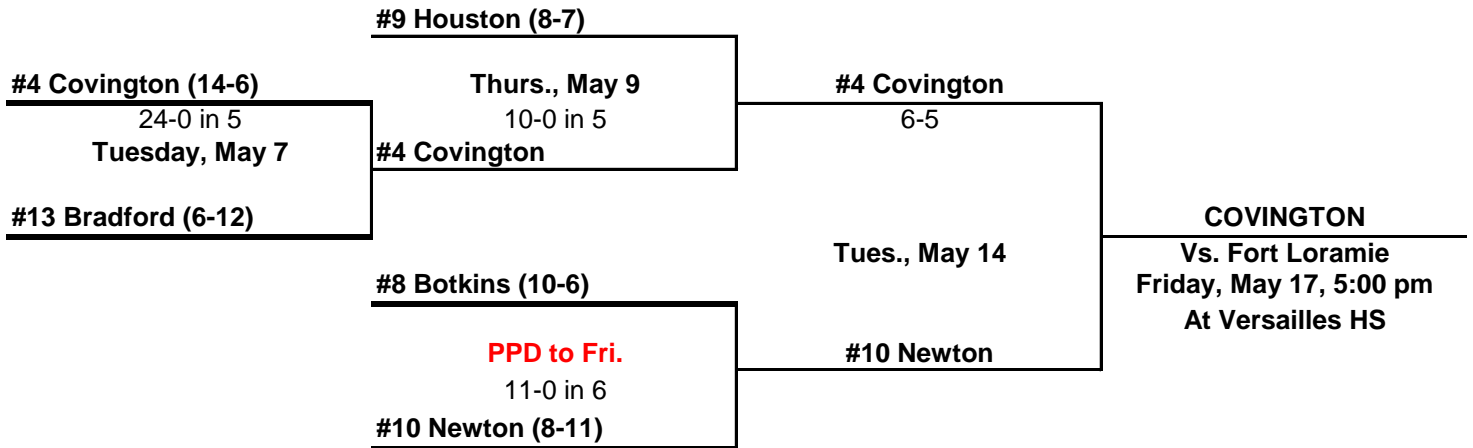 #9 Houston (8-7)
#4 Covington (14-6)
Thurs., May 9
#4 Covington
24-0 in 5
10-0 in 5
6-5
Tuesday, May 7
#4 Covington
#13 Bradford (6-12)
COVINGTON
Tues., May 14
Vs. Fort Loramie
#8 Botkins (10-6)
Friday, May 17, 5:00 pm
At Versailles HS
PPD to Fri.
#10 Newton
11-0 in 6
#10 Newton (8-11)